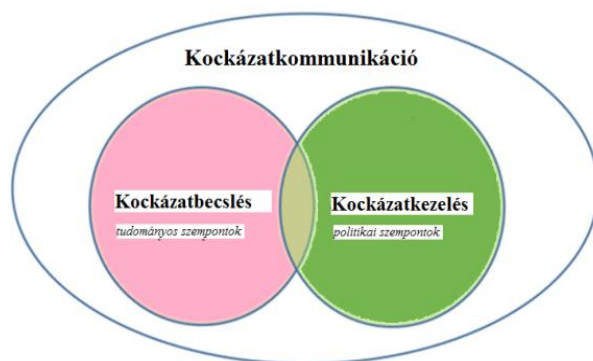 Kockázatkommunikáció
Kockázatbecslés
tudományos szempontok
Kockázatkezelés
politikai szempontok